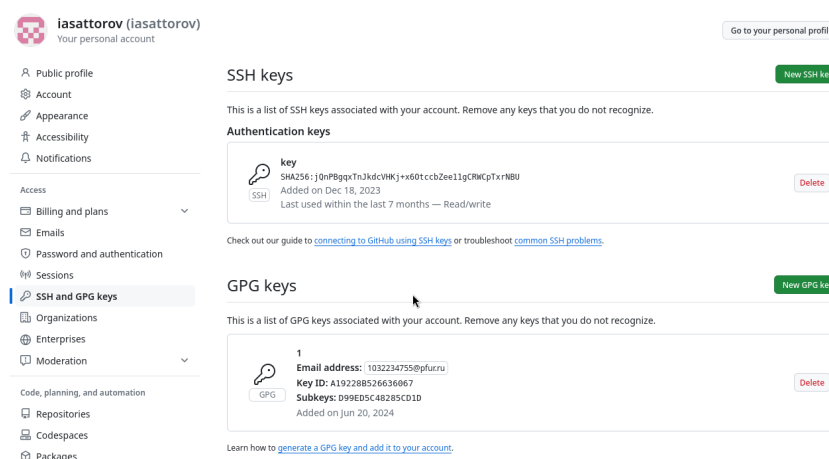 iasattorov (iasattorov)
Your personal account
Go to your personal profil
Public profile
Account
Appearance
Accessibility
Notifications
Access
Billing and plans
Emails
Password and authentication
Sessions
SSH and GPG keys
Organizations
Enterprises
Moderation
Code, planning, and automation
Repositories
Codespaces
Packages
SSH keys
New SSH ke
This is a list of SSH keys associated with your account. Remove any keys that you do not recognize.
Authentication keys
key
SHA256:jQnPBgqxTnJkdcVHKj+x6OtccbZee11gCRWCpTxrNBU
Added on Dec 18, 2023
Last used within the last 7 months — Read/write
SSH
Delete
Check out our guide to connecting to GitHub using SSH keys or troubleshoot common SSH problems.
GPG keys
New GPG ke
This is a list of GPG keys associated with your account. Remove any keys that you do not recognize.
1
Email address: 1032234755@pfur.ru
Key ID: A19228B526636067
Subkeys: D99ED5C48285CD1D
Added on Jun 20, 2024
GPG
Delete
Learn how to generate a GPG key and add it to your account.